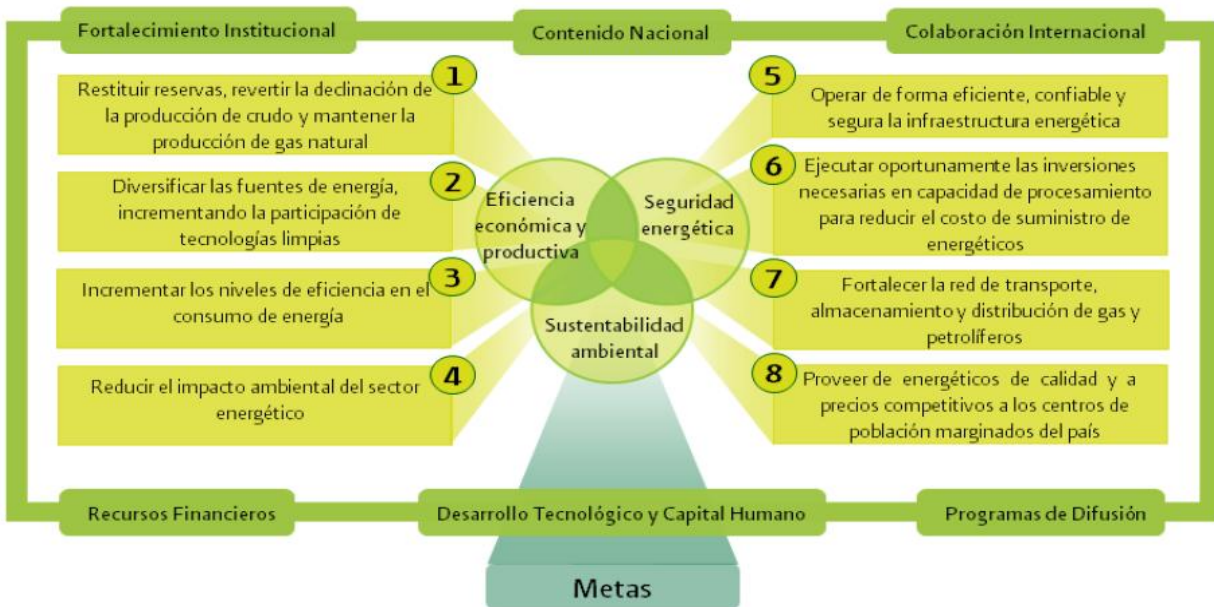 Fortalecimiento Institucional
Contenido Nacional
Colaboración Internacional
1
Restituir reservas, revertir la declinación de
la producción de crudo y mantener la
producción de gas natural
2
Diversificar las fuentes de energía,
incrementando la participación de
tecnologías limpias
3
Incrementar los niveles de eficiencia en el
consumo de energía
4
Reducir el impacto ambiental del sector
energético
Eficiencia
económica y
productiva
Seguridad
energética
Sustentabilidad
ambiental
5
Operar de forma eficiente, confiable y
segura la infraestructura energética
6
Ejecutar oportunamente las inversiones
necesarias en capacidad de procesamiento
para reducir el costo de suministro de
energéticos
7
Fortalecer la red de transporte,
almacenamiento y distribución de gas y
petrolíferos
8
Proveer de energéticos de calidad y a
precios competitivos a los centros de
población marginados del país
Recursos Financieros
Desarrollo Tecnológico y Capital Humano
Programas de Difusión
Metas